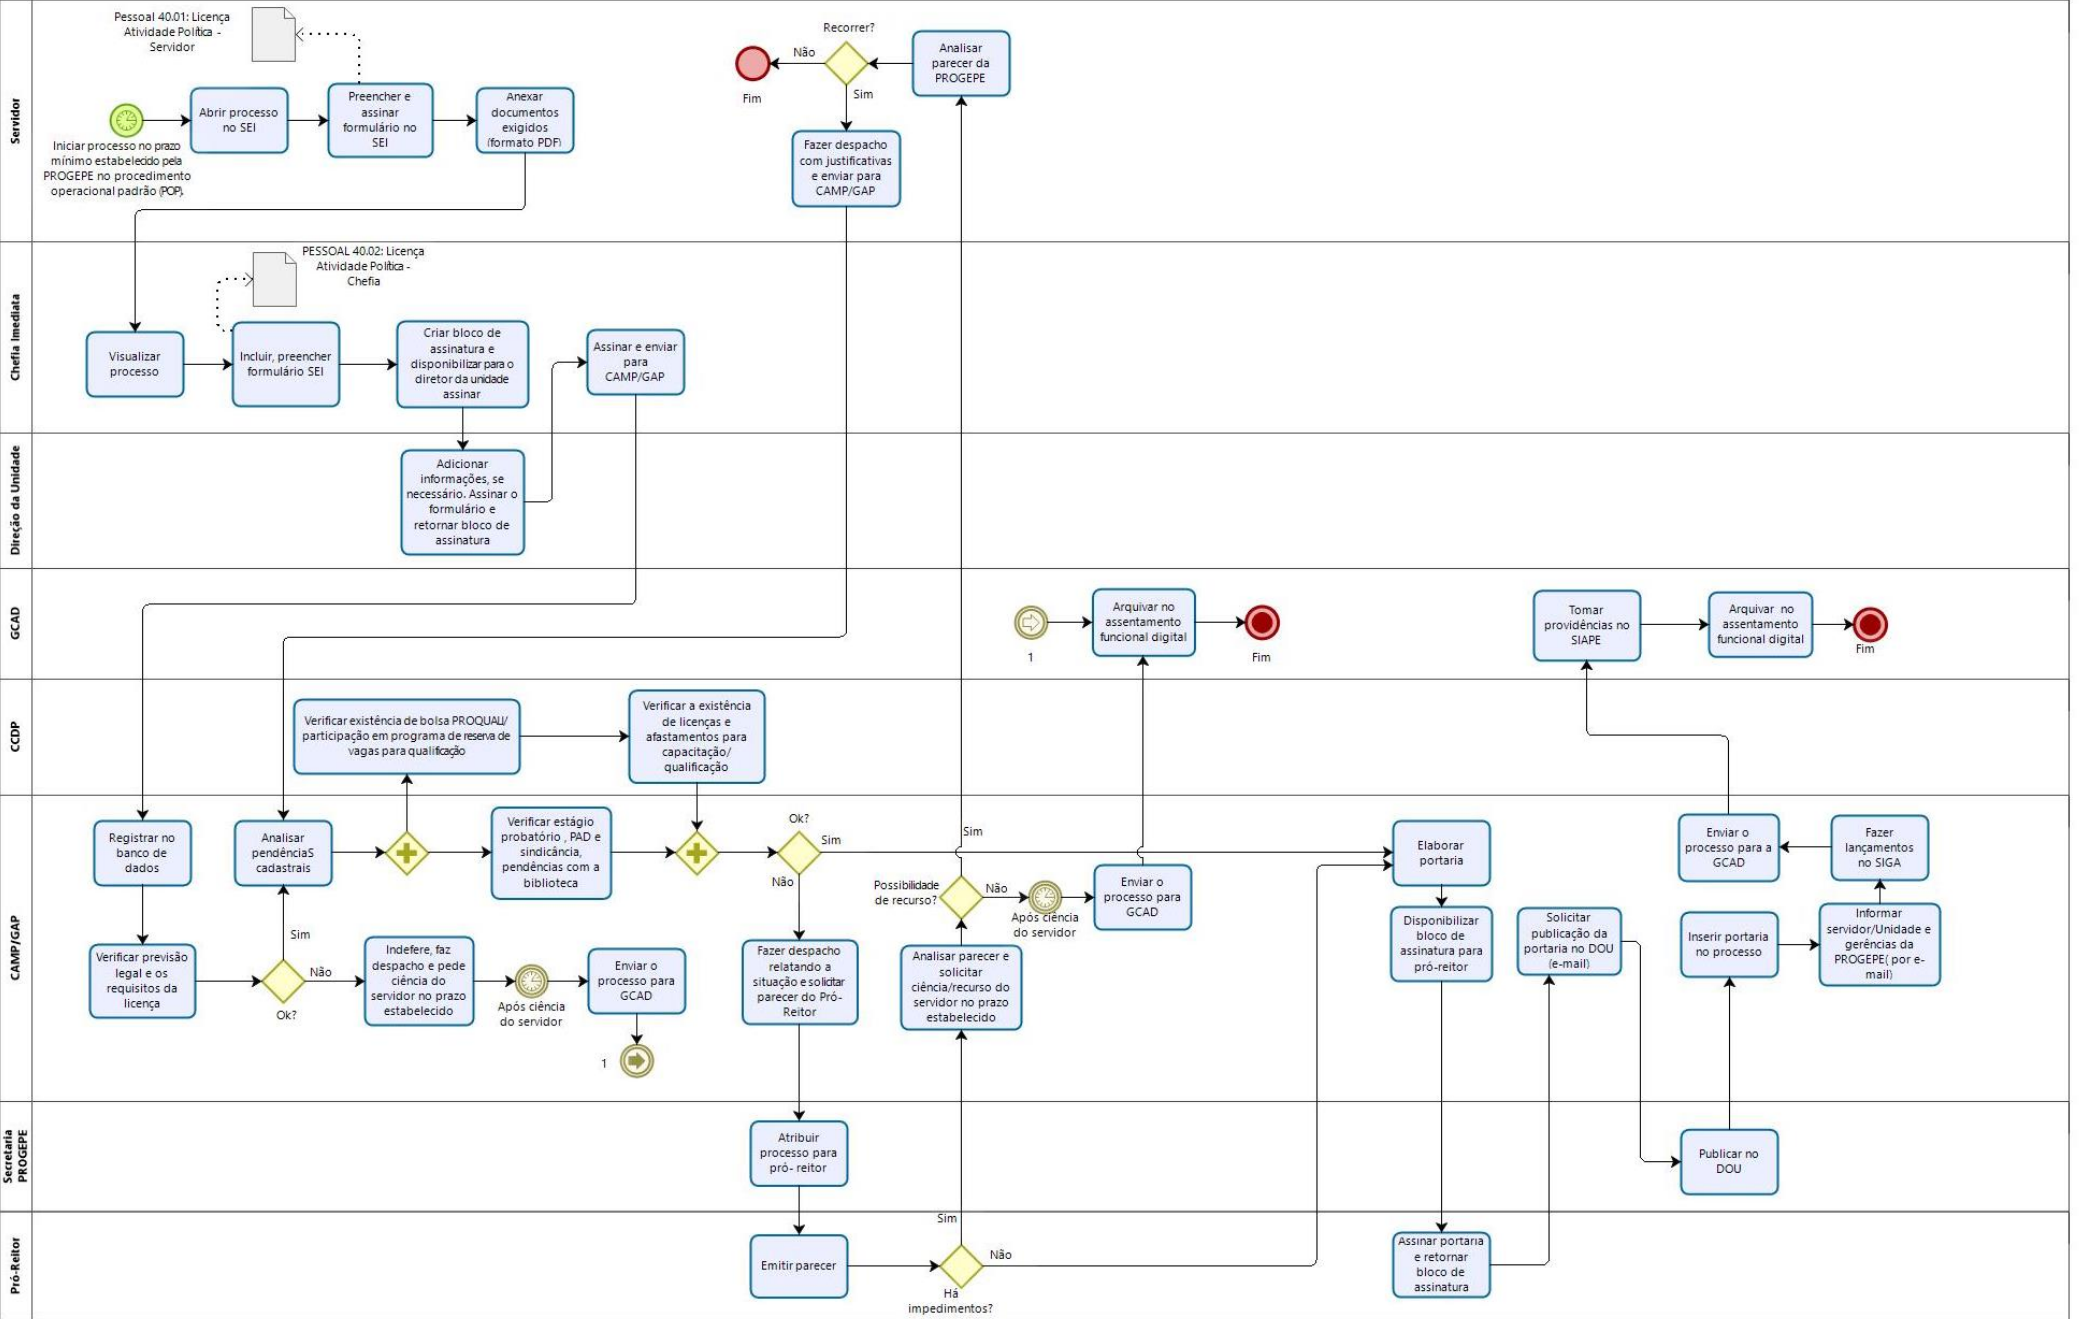 Servidor
Pessoal 40.01: Licença
Atividade Política -
Servidor
Iniciar processo no prazo
mínimo estabelecido pela
PROGEPE no procedimento
operacional padrão (POP).
Abrir processo
no SEI
Preencher e
assinar
formulário no
SEI
Anexar
documentos
exigidos
(formato PDF)
Fim
Não
Recorrer?
Sim
Analisar
parecer da
PROGEPE
Fazer despacho
com justificativas
e enviar para
CAMP/GAP
Chefia Imediata
PESSOAL 40.02: Licença
Atividade Política -
Chefia
Visualizar
processo
Incluir, preencher
formulário SEI
Criar bloco de
assinatura e
disponibilizar para o
diretor da unidade
assinar
Assinar e enviar
para
CAMP/GAP
Direção da Unidade
Adicionar
informações, se
necessário. Assinar o
formulário e
retornar bloco de
assinatura
GCAD
1
Arquivar no
assentamento
funcional digital
Fim
Tomar
providências no
SIAPE
Arquivar no
assentamento
funcional digital
Fim
CCDP
Verificar existência de bolsa PROQUALI/
participação em programa de reserva de
vagas para qualificação
Verificar a existência
de licenças e
afastamentos para
capacitação/
qualificação
CAMP/GAP
Registrar no
banco de
dados
Analisar
pendênciaS
cadastrais
Verificar estágio
probatório , PAD e
sindicância,
pendências com a
biblioteca
Ok?
Sim
Não
Sim
Possibilidade
de recurso?
Não
Após ciência
do servidor
Enviar o
processo para
GCAD
Elaborar
portaria
Enviar o
processo para a
GCAD
Fazer
lançamentos
no SIGA
Verificar previsão
legal e os
requisitos da
licença
Sim
Ok?
Não
Indefere, faz
despacho e pede
ciência do
servidor no prazo
estabelecido
Após ciência
do servidor
Enviar o
processo para
GCAD
1
Fazer despacho
relatando a
situação e solicitar
parecer do Pró-
Reitor
Analisar parecer e
solicitar
ciência/recurso do
servidor no prazo
estabelecido
Disponibilizar
bloco de
assinatura para
pró-reitor
Solicitar
publicação da
portaria no DOU
(e-mail)
Inserir portaria
no processo
Informar
servidor/Unidade e
gerências da
PROGEPE( por e-
mail)
Secretaria
PROGEPE
Atribuir
processo para
pró- reitor
Publicar no
DOU
Pró-Reitor
Emitir parecer
Sim
Há
impedimentos?
Não
Assinar portaria
e retornar
bloco de
assinatura